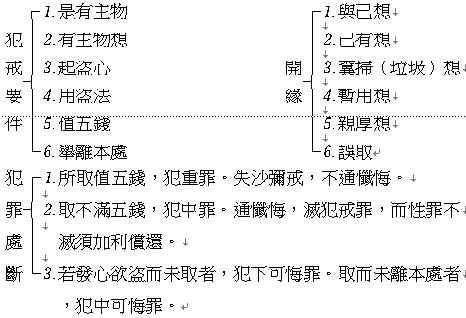 犯戒要件
1. 是有主物
2. 有主物想
3. 起盜心
4. 用盜法
5. 值五錢
6. 舉離本處
開緣
1. 與己想
2. 己有想
3. 糞掃（垃圾）想
4. 暫用想
5. 親厚想
6. 誤取
犯罪處斷
1. 所取值五錢，犯重罪。失沙彌戒，不通懺悔。
2. 取不滿五錢，犯中罪。通懺悔，滅犯戒罪，而性罪不
滅須加利償還。
3. 若發心欲盜而未取者，犯下可悔罪。取而未離本處者
，犯中可悔罪。